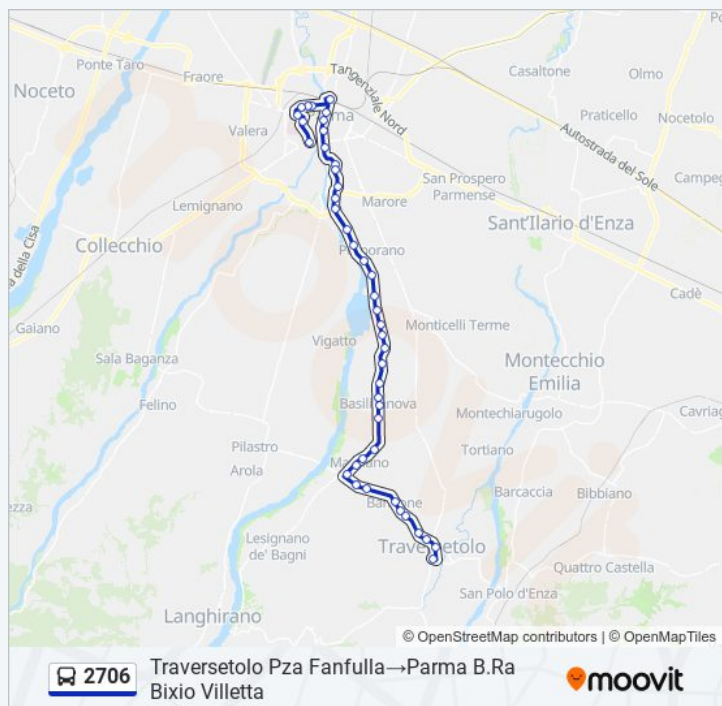 Ponte Taro
Fraore
Noceto
Tangenziale Nord
Casaltone
Olmo
Praticello
Nocetolo
Valera
Autostrada del Sole
San Prospero
Parmense
Campeg
Lemignano
Marore
Sant'Ilario d'Enza
della Cisa
Collecchio
Cadè
Gaiano
Monticelli Terme
Vigatto
Sala Baganza
Montecchio
Emilia
Felino
Montechiarugolo
Cavriag
Pilastro
Tortiano
Arola
Barcaccia
Bibbiano
Lesignano
de' Bagni
Traversetolo
Quattro Castella
San Polo d'Enza
Langhirano
© OpenStreetMap contributors | © OpenMapTiles
2706
Traversetolo Pza Fanfulla→Parma B.Ra
Bixio Villetta
moovit